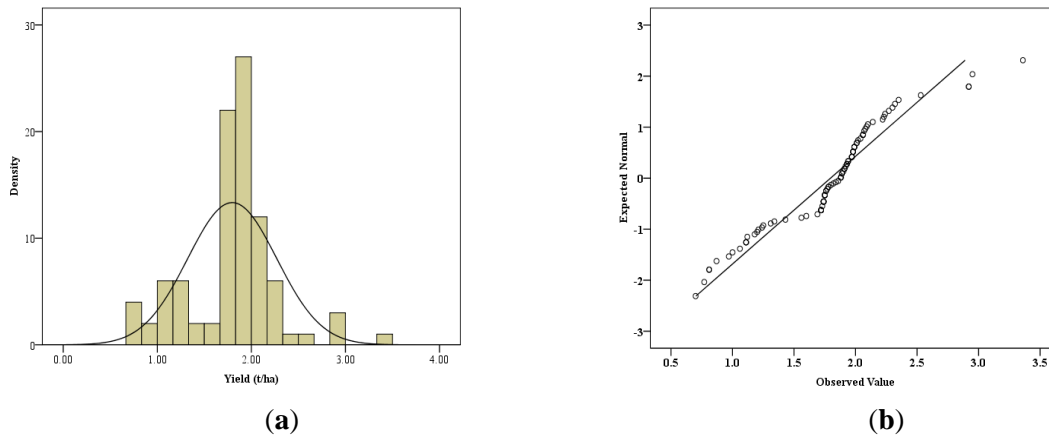 30
20
10
0
Density
0.00 1.00 2.00 3.00 4.00
Yield (t/ha)
(a)
3
2
1
0
-1
-2
-3
Expected Normal
0.5 1.0 1.5 2.0 2.5 3.0 3.5
Observed Value
(b)